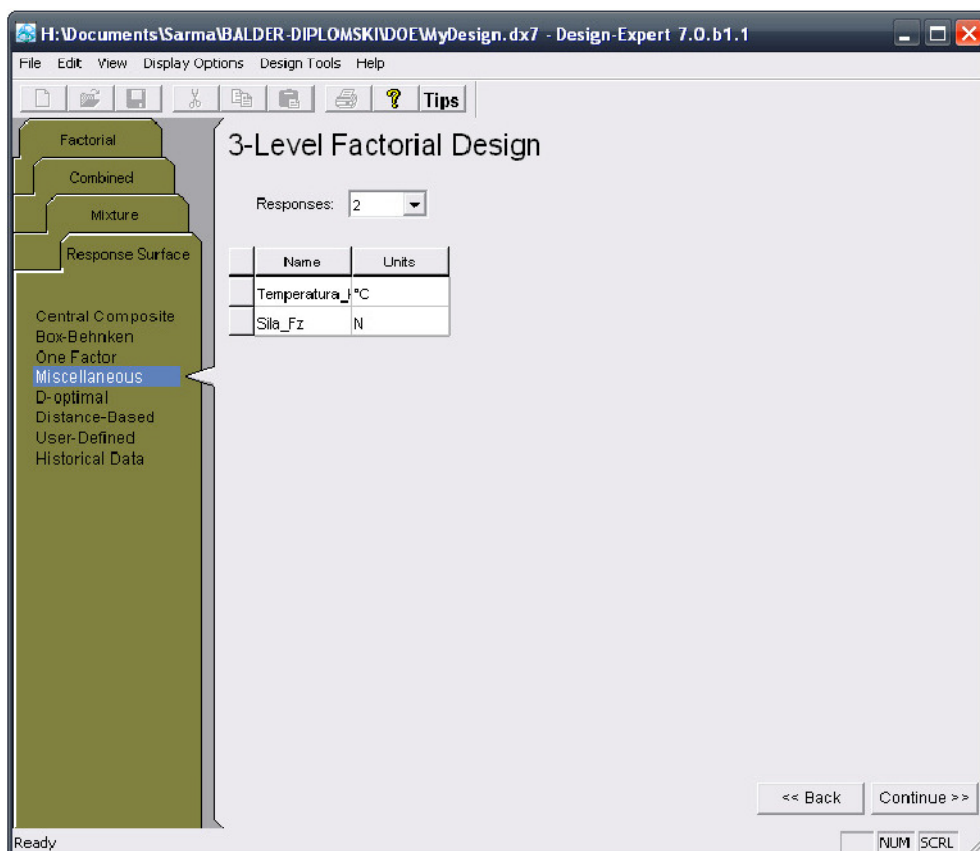 H:\Documents\Sarma\BALDER-DIPLOMSKI\DOE\MyDesign.dx7 - Design-Expert 7.0.b1.1
File Edit View Display Options Design Tools Help
Tips
Factorial
Combined
Mixture
Response Surface
Central Composite
Box-Behnken
One Factor
Miscellaneous
D-optimal
Distance-Based
User-Defined
Historical Data
3-Level Factorial Design
Responses: 2
Name Units
Temperatura_ °C
Sila_Fz N
<< Back Continue >>
Ready NUM SCRL